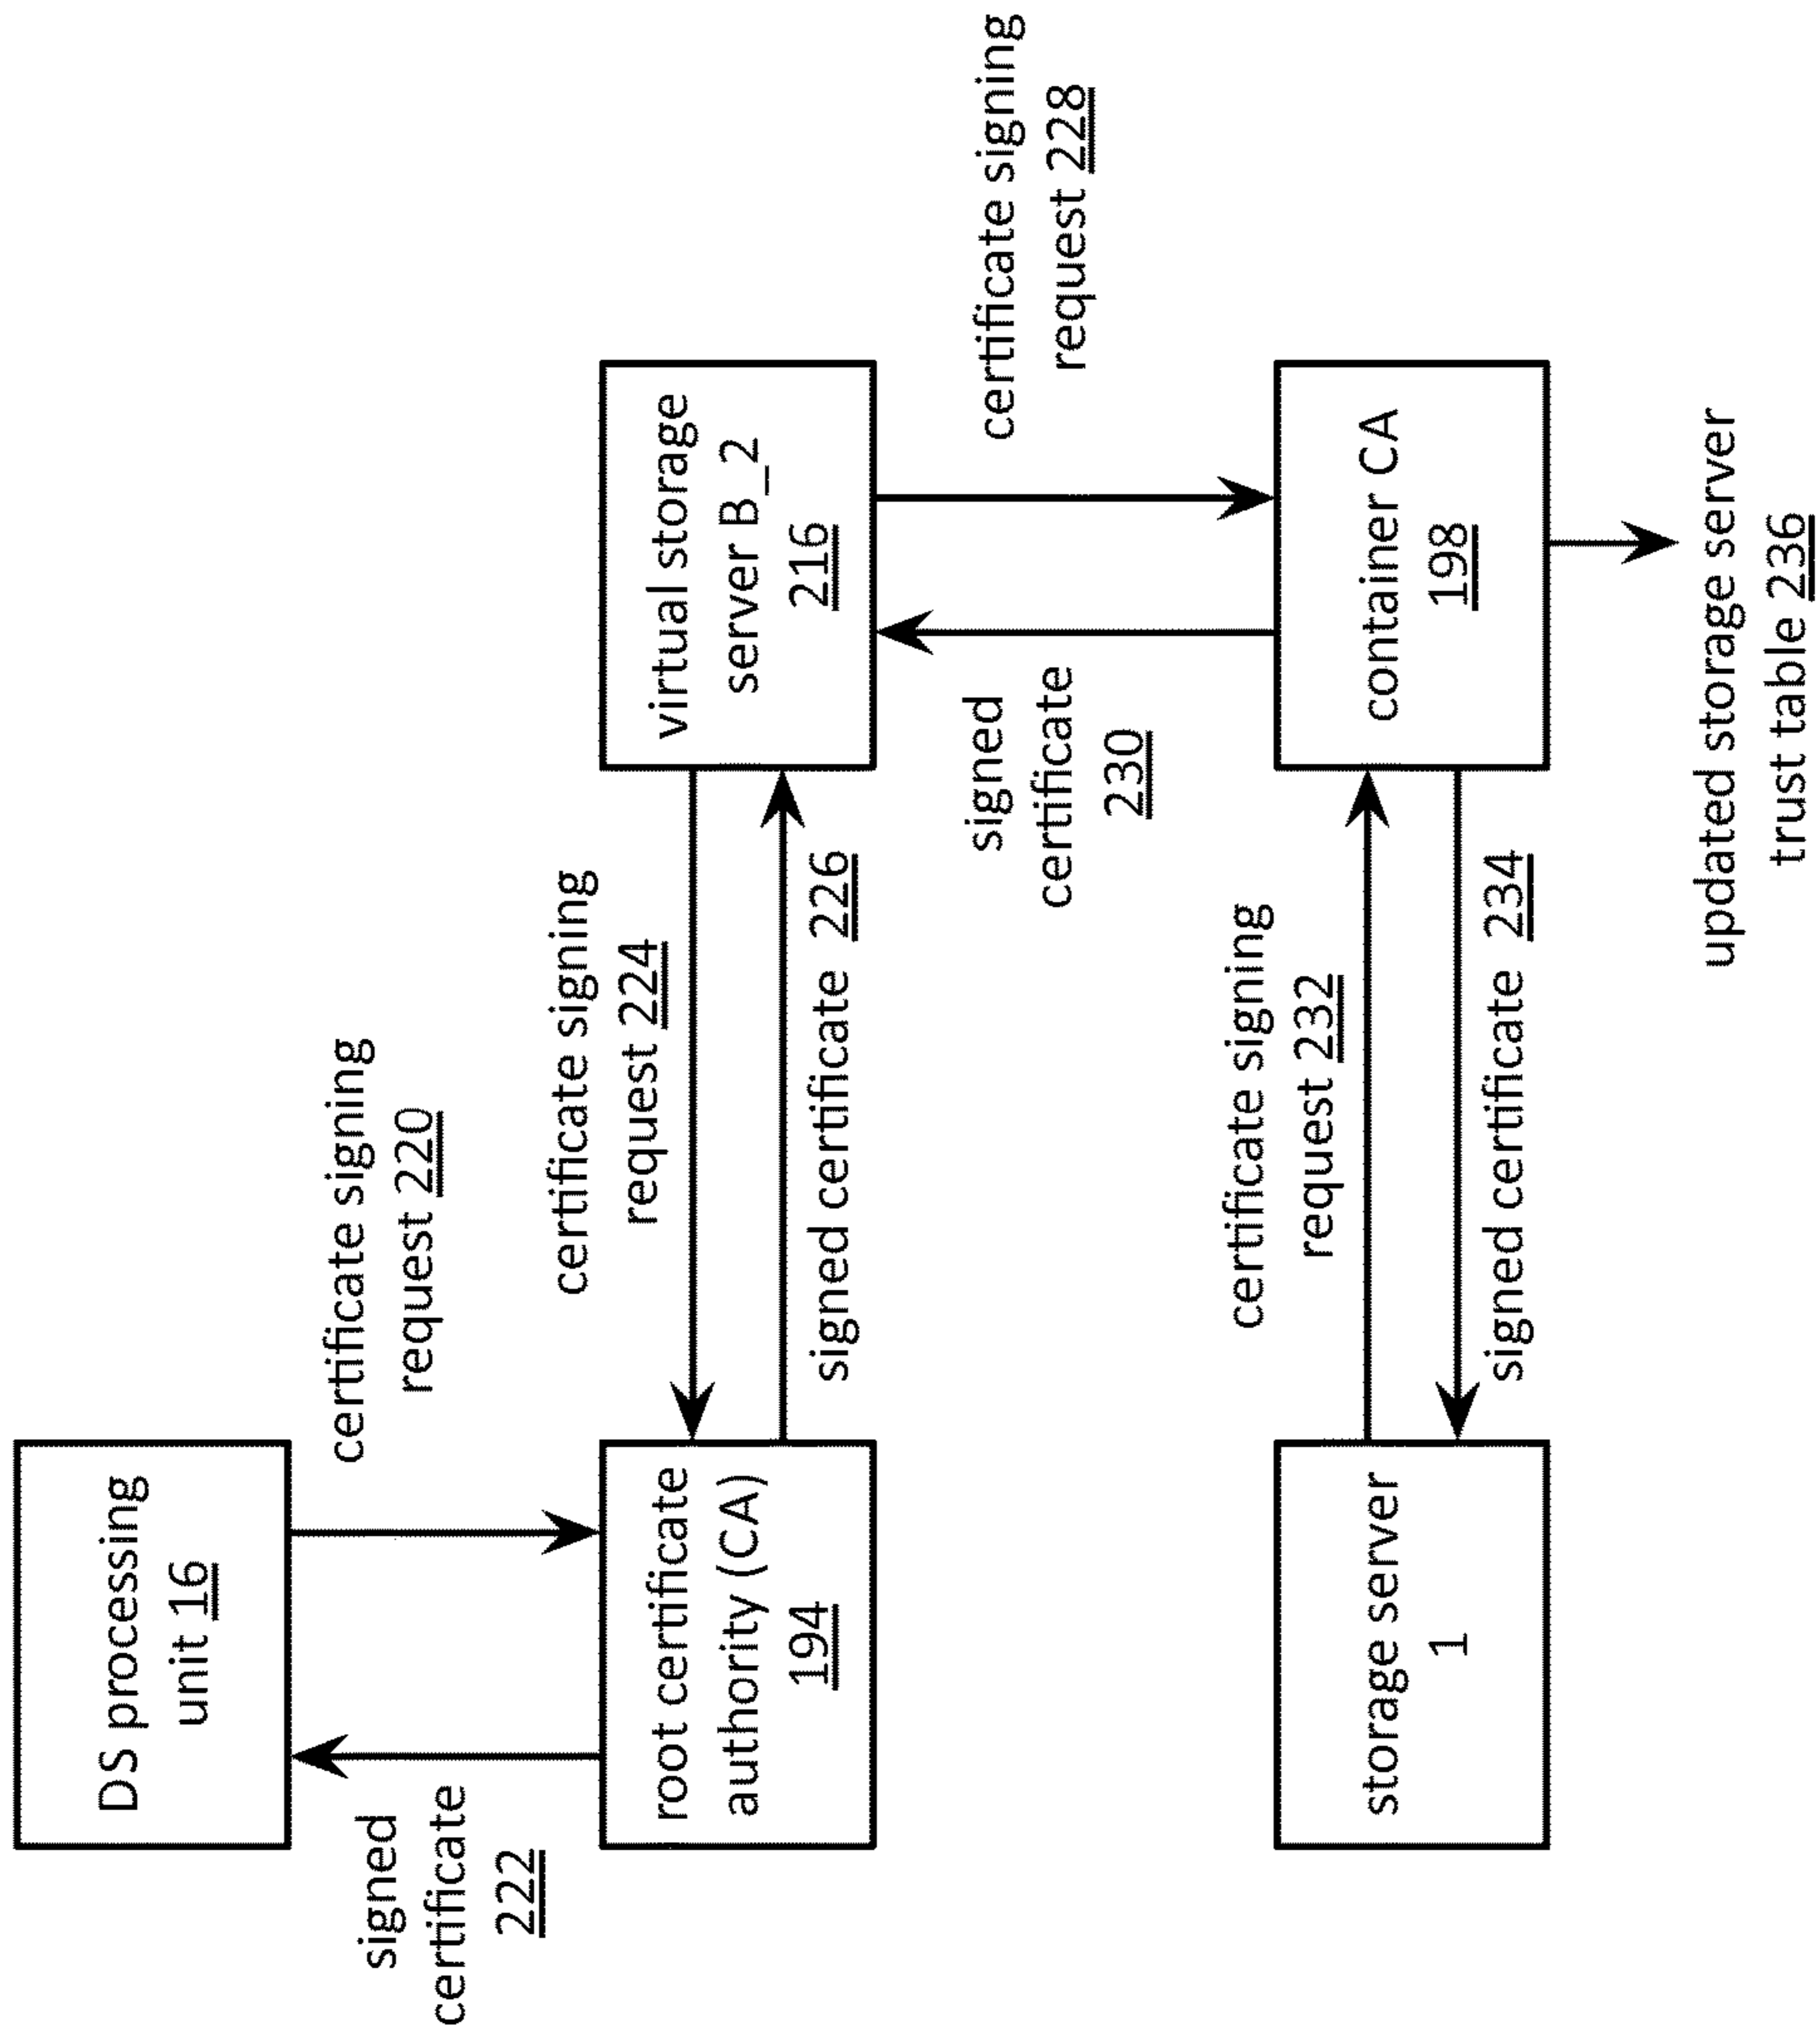 DS processing
unit 16
certificate signing
request 220
signed
certificate
222
root certificate
authority (CA)
194
certificate signing
request 224
signed certificate 226
virtual storage
server B_2
216
certificate signing
request 228
signed
certificate
230
storage server
1
certificate signing
request 232
signed certificate 234
container CA
198
updated storage server
trust table 236